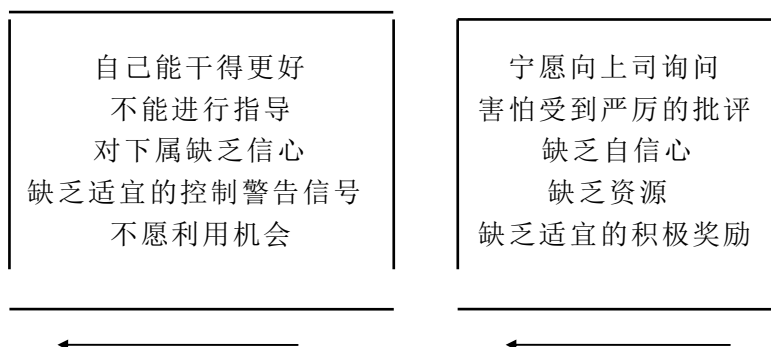 自己能干得更好
不能进行指导
对下属缺乏信心
缺乏适宜的控制警告信号
不愿利用机会
宁愿向上司询问
害怕受到严厉的批评
缺乏自信心
缺乏资源
缺乏适宜的积极奖励